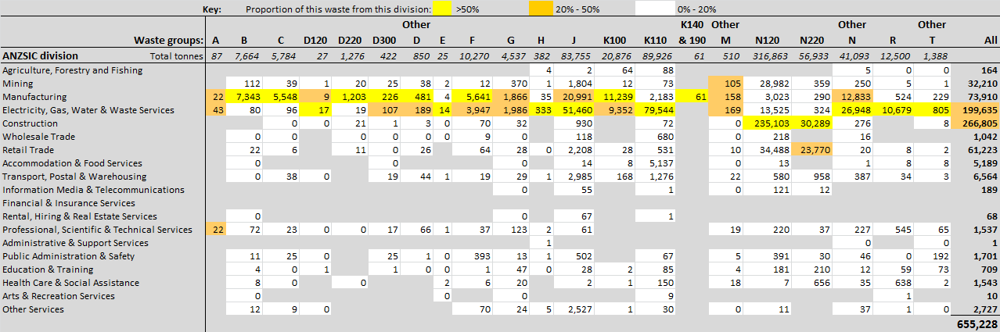 Key: Proportion of this waste from this division: >50% 20% - 50% 0% - 20%
Other K140 Other Other Other
Waste groups: A B C D120 D220 D300 D E F G H J K100 K110 & 190 M N120 N220 N R T All
ANZSIC division Total tonnes 87 7,664 5,784 27 1,276 422 850 25 10,270 4,537 382 83,755 20,876 89,926 61 510 316,863 56,933 41,093 12,500 1,388
Agriculture, Forestry and Fishing 4 2 64 88 5 0 0 164
Mining 112 39 1 20 25 38 2 12 370 1 1,804 12 73 105 28,982 359 250 5 1 32,210
Manufacturing 22 7,343 5,548 9 1,203 226 481 4 5,641 1,866 35 20,991 11,239 2,183 61 158 3,023 290 12,833 524 229 73,910
Electricity, Gas, Water & Waste Services 43 80 96 17 19 107 189 14 3,947 1,986 333 51,460 9,352 79,544 169 13,525 324 26,948 10,679 805 199,635
Construction 0 0 21 1 3 0 70 32 930 72 0 235,103 30,289 276 8 266,805
Wholesale Trade 0 0 0 0 0 0 9 0 118 680 0 218 16 1,042
Retail Trade 22 6 11 0 26 64 28 0 2,208 28 531 10 34,488 23,770 20 8 2 61,223
Accommodation & Food Services 0 0 0 0 14 8 5,137 0 13 1 8 8 5,189
Transport, Postal & Warehousing 0 38 0 19 44 1 19 29 1 2,985 168 1,276 22 580 958 387 34 3 6,564
Information Media & Telecommunications 0 55 1 0 121 12 189
Financial & Insurance Services
Rental, Hiring & Real Estate Services 0 0 67 1 68
Professional, Scientific & Technical Services 22 72 23 0 0 17 66 1 37 123 2 61 19 220 37 227 545 65 1,537
Administrative & Support Services 1 0 0 1
Public Administration & Safety 11 25 0 25 1 0 393 13 1 502 67 5 391 30 46 0 192 1,701
Education & Training 4 0 1 1 0 0 1 47 0 28 2 85 4 181 210 12 59 73 709
Health Care & Social Assistance 8 0 0 2 6 20 2 1 150 18 7 656 35 638 2 1,543
Arts & Recreation Services 0 0 0 9 1 10
Other Services 12 9 0 70 24 5 2,527 1 30 0 11 37 1 0 2,727
655,228